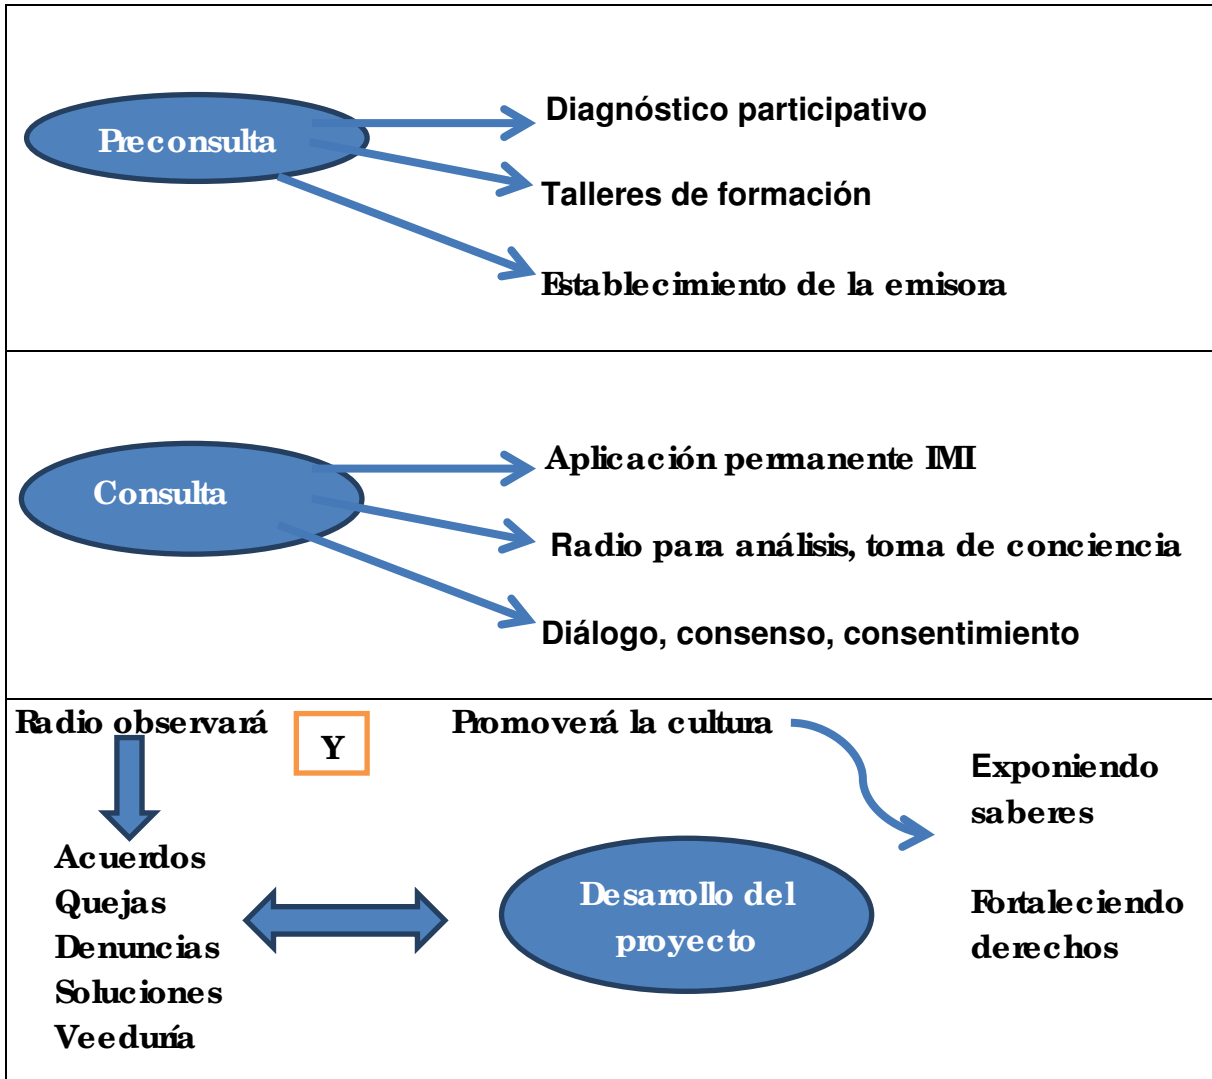 Preconsulta
Diagnóstico participativo
Talleres de formación
Establecimiento de la emisora
Consulta
Aplicación permanente IMI
Radio para análisis, toma de conciencia
Diálogo, consenso, consentimiento
Radio observará
Y
Promoverá la cultura
Exponiendo
saberes
Acuerdos
Quejas
Denuncias
Soluciones
Veeduría
Desarrollo del
proyecto
Fortaleciendo
derechos